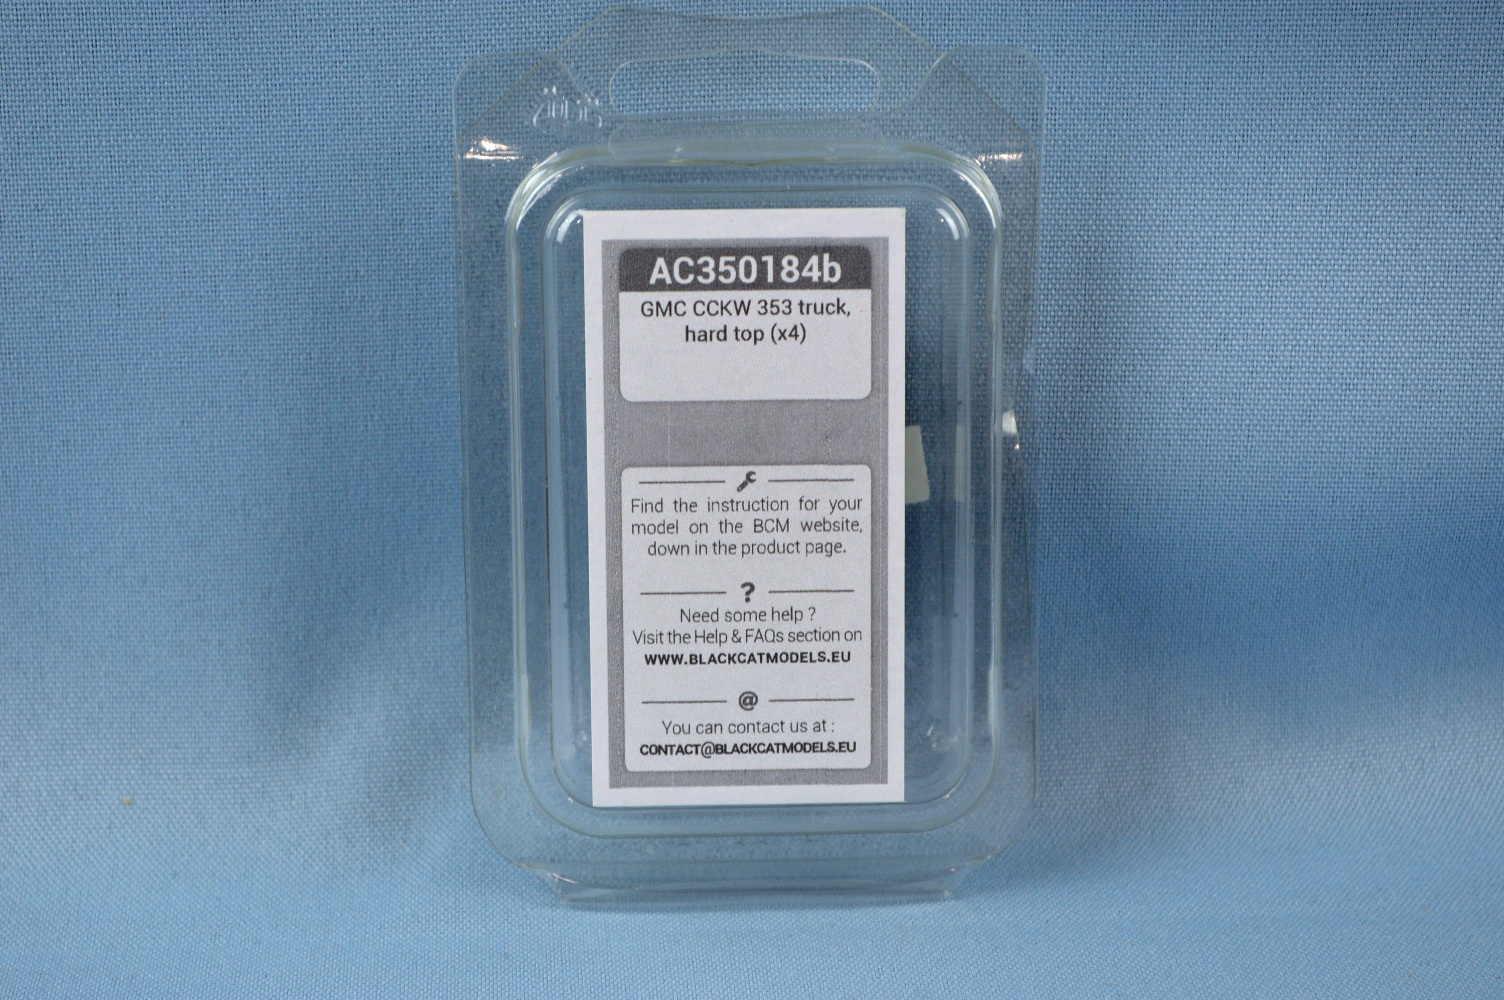 AC350184b
GMC CCKW 353 truck,
hard top (x4)
Find the instruction for your
model on the BCM website,
down in the product page.
?
Need some help ?
Visit the Help & FAQs section on
WWW.BLACKCATMODELS.EU
@
You can contact us at :
CONTACT@BLACKCATMODELS.EU